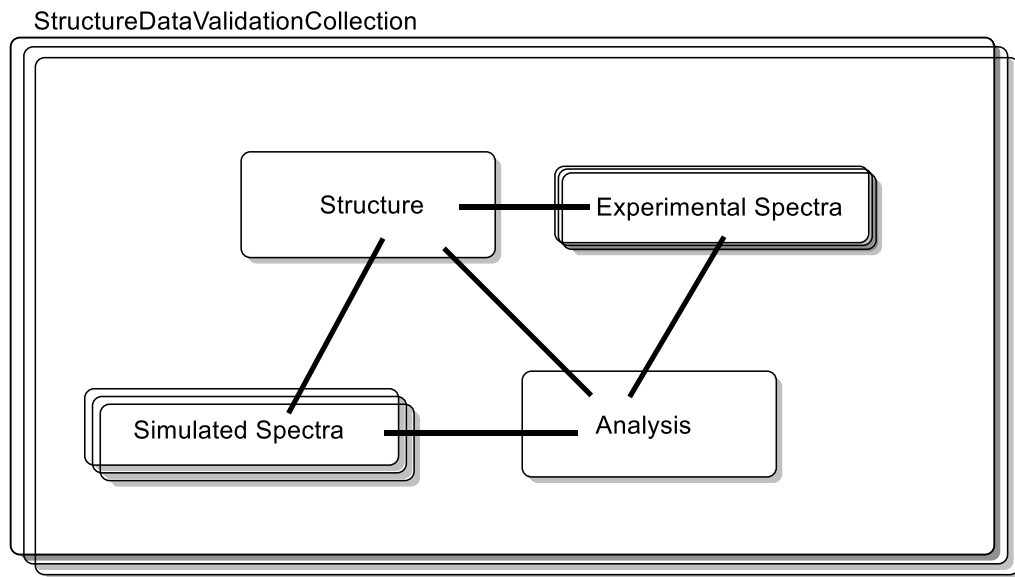 StructureDataValidationCollection
Structure
Experimental Spectra
Simulated Spectra
Analysis